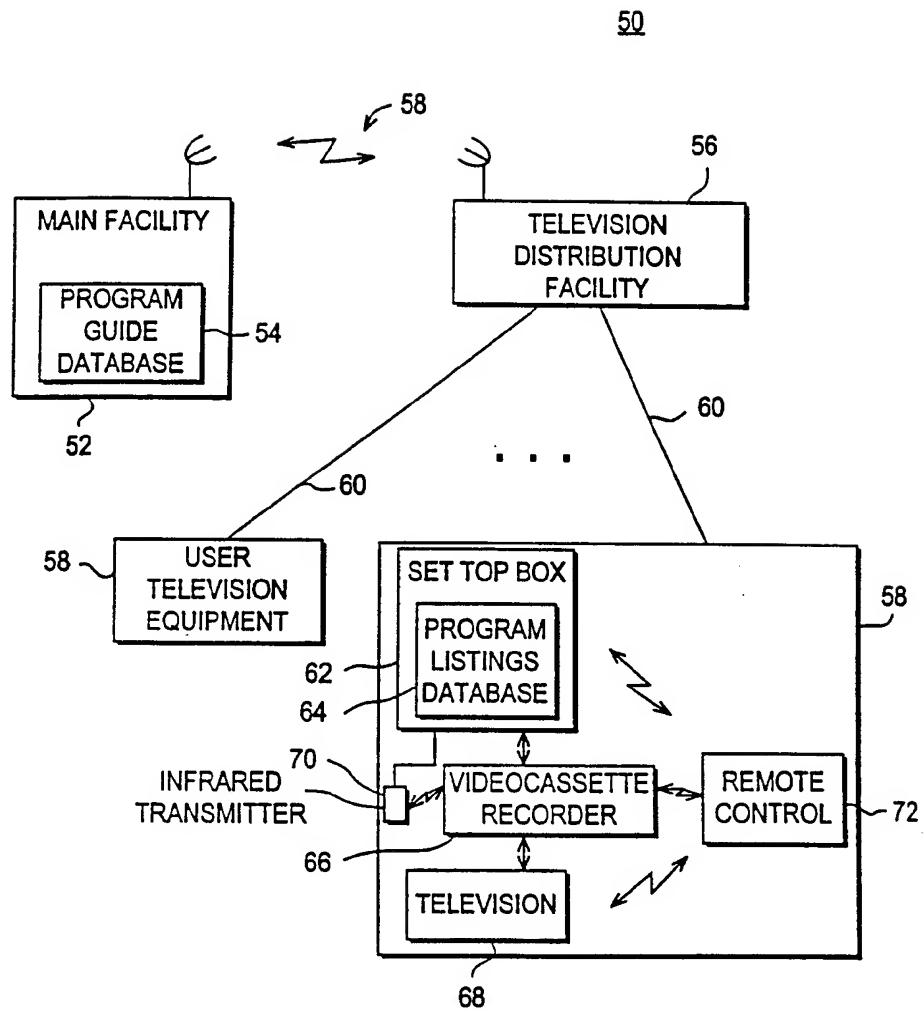 50
58
56
MAIN FACILITY
PROGRAM
GUIDE
DATABASE
54
52
TELEVISION
DISTRIBUTION
FACILITY
60
60
. . .
58
USER
TELEVISION
EQUIPMENT
SET TOP BOX
58
PROGRAM
LISTINGS
DATABASE
62
64
70
INFRARED
TRANSMITTER
VIDEOCASSETTE
RECORDER
REMOTE
CONTROL
72
66
TELEVISION
68